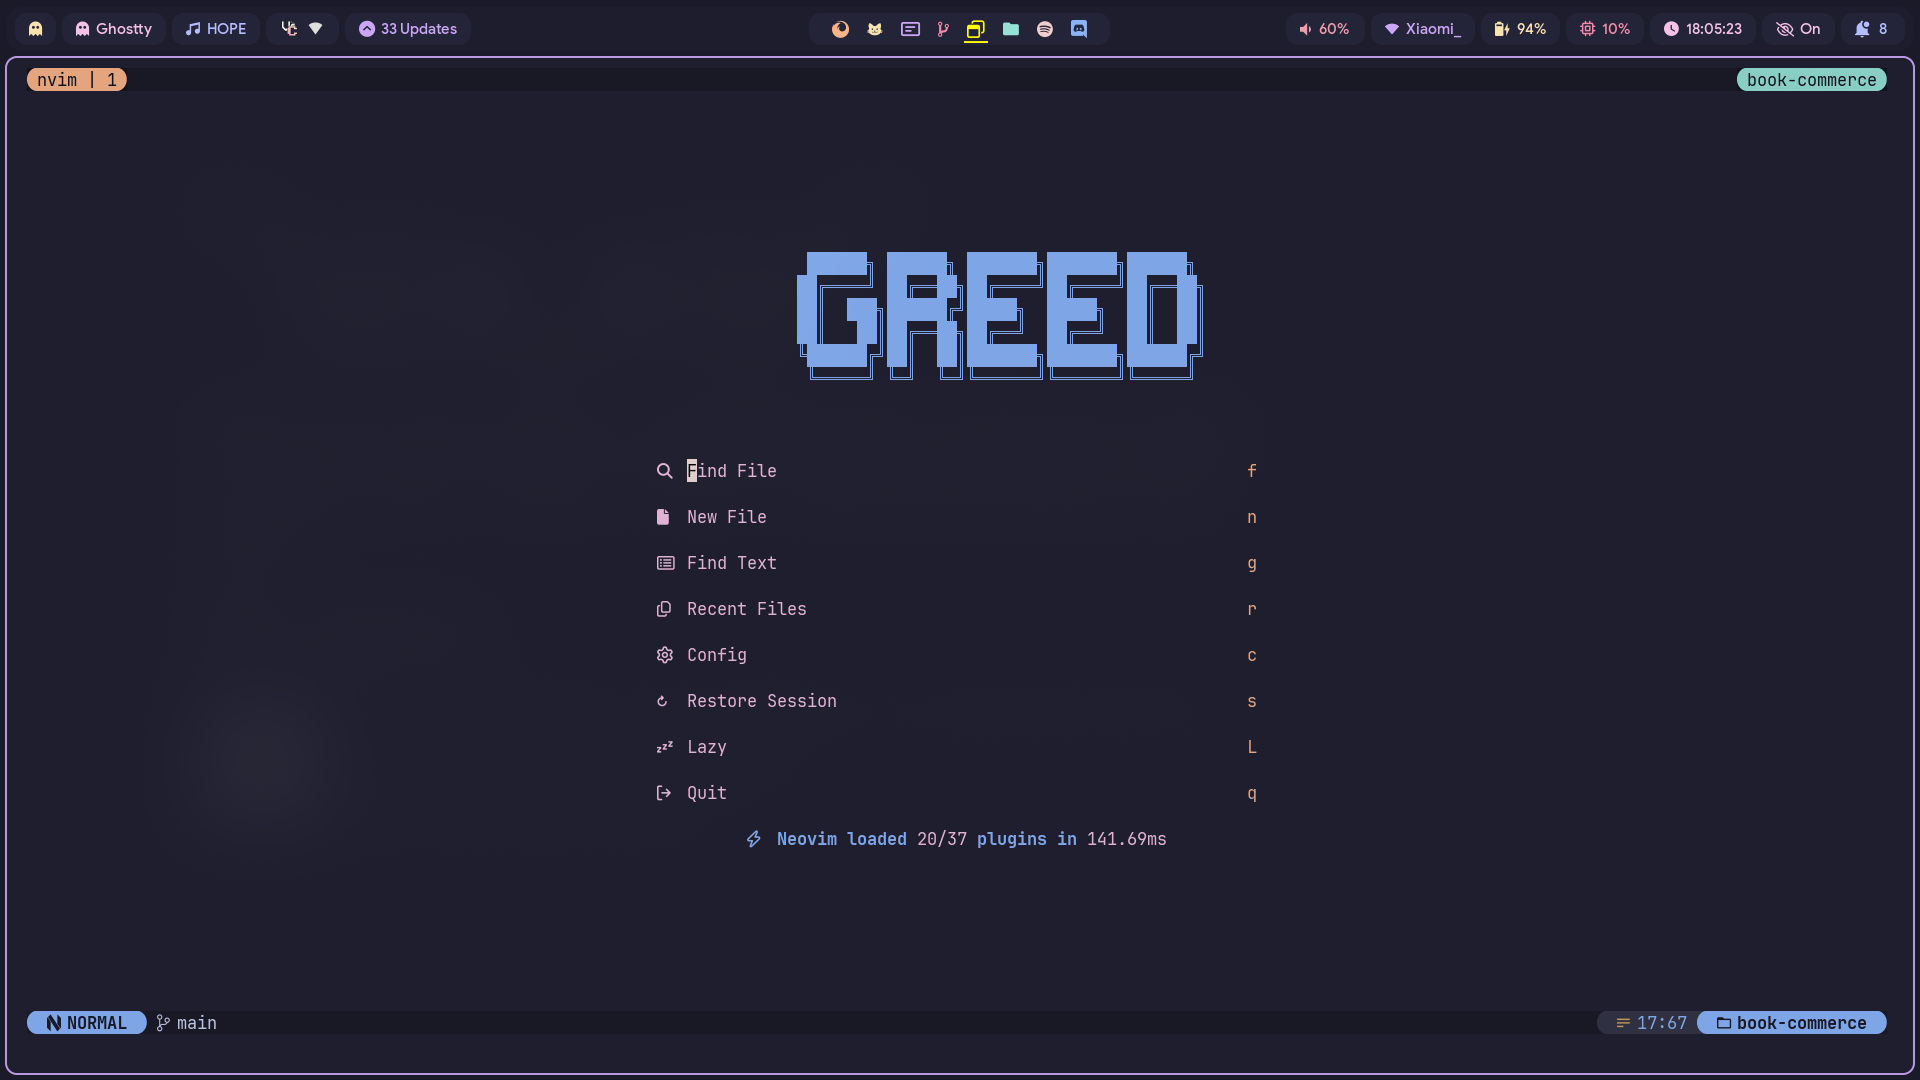 Ghostty HOPE 33 Updates 60% Xiaomi_ 94% 10% 18:05:23 On 8
nvim | 1 book-commerce
GREED
Find File f
New File n
Find Text g
Recent Files r
Config c
Restore Session s
Lazy L
Quit q
Neovim loaded 20/37 plugins in 141.69ms
NORMAL main 17:67 book-commerce